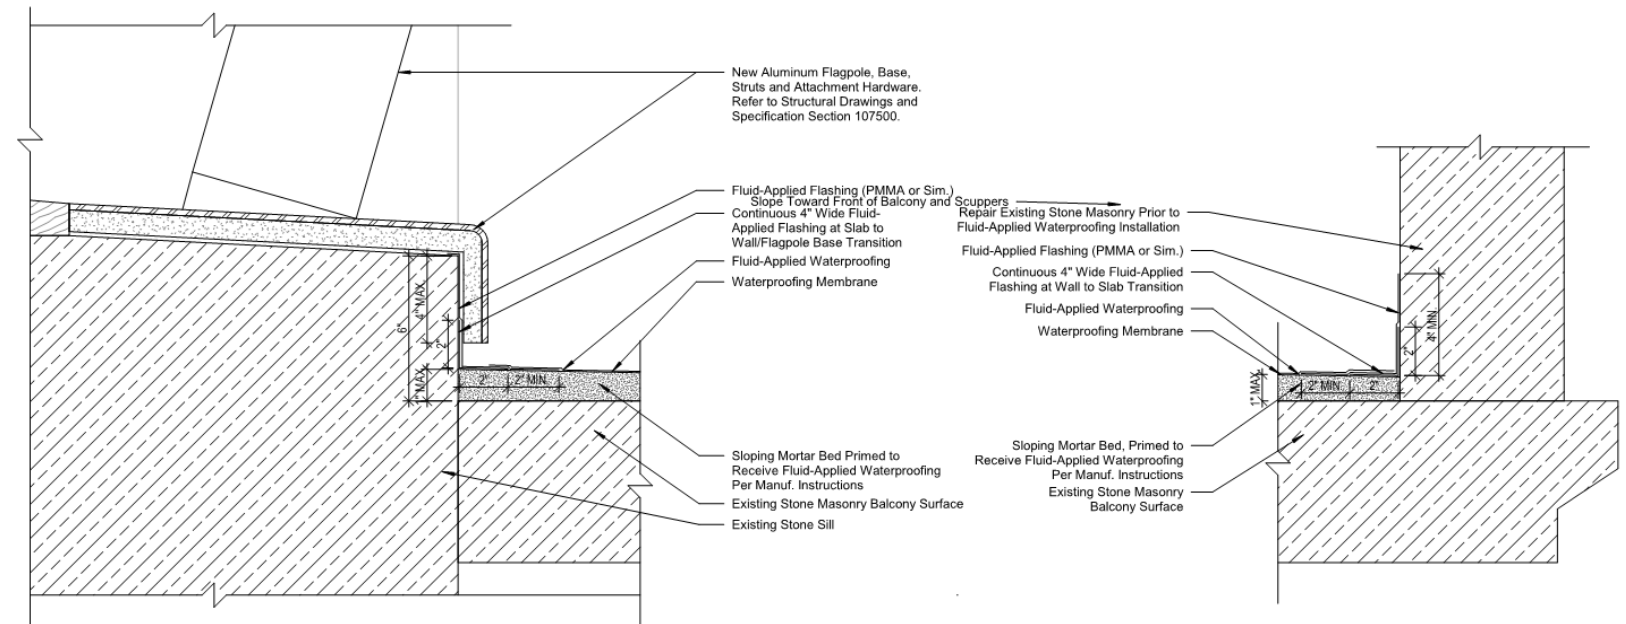 New Aluminum Flagpole, Base,
Struts and Attachment Hardware.
Refer to Structural Drawings and
Specification Section 107500.
Fluid-Applied Flashing (PMMA or Sim.)
Slope Toward Front of Balcony and Scuppers
Continuous 4" Wide Fluid-
Applied Flashing at Slab to
Wall/Flagpole Base Transition
Fluid-Applied Waterproofing
Waterproofing Membrane
4" MAX
6"
2"
1" MAX
2"
2" MIN
Sloping Mortar Bed Primed to
Receive Fluid-Applied Waterproofing
Per Manuf. Instructions
Existing Stone Masonry Balcony Surface
Existing Stone Sill
Repair Existing Stone Masonry Prior to
Fluid-Applied Waterproofing Installation
Fluid-Applied Flashing (PMMA or Sim.)
Continuous 4" Wide Fluid-Applied
Flashing at Wall to Slab Transition
Fluid-Applied Waterproofing
Waterproofing Membrane
4" MIN
2"
1" MAX
2" MIN
2"
Sloping Mortar Bed, Primed to
Receive Fluid-Applied Waterproofing
Per Manuf. Instructions
Existing Stone Masonry
Balcony Surface